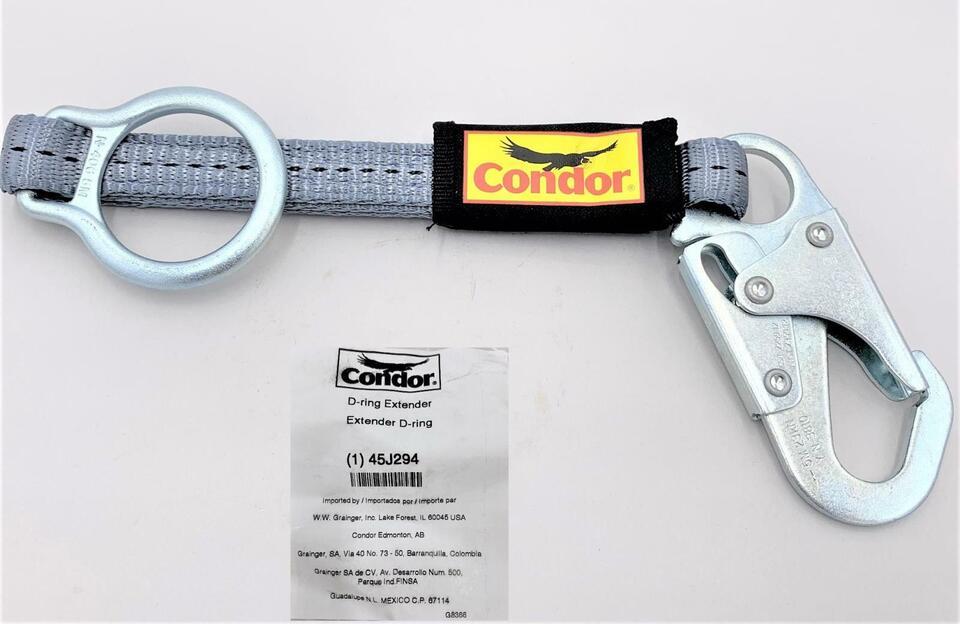 Condor®
Condor®
D-ring Extender
Extender D-ring
(1) 45J294
Imported by / Importados por / Importe par
W.W. Grainger, Inc. Lake Forest, IL 60045 USA
Condor Edmonton, AB
Grainger, SA, Via 40 No. 73 - 50, Barranquilla, Colombia
Grainger SA de CV, Av. Desarrollo Num. 500,
Parque Ind.FINSA
Guadalupe N.L. MEXICO C.P. 67114
G8366